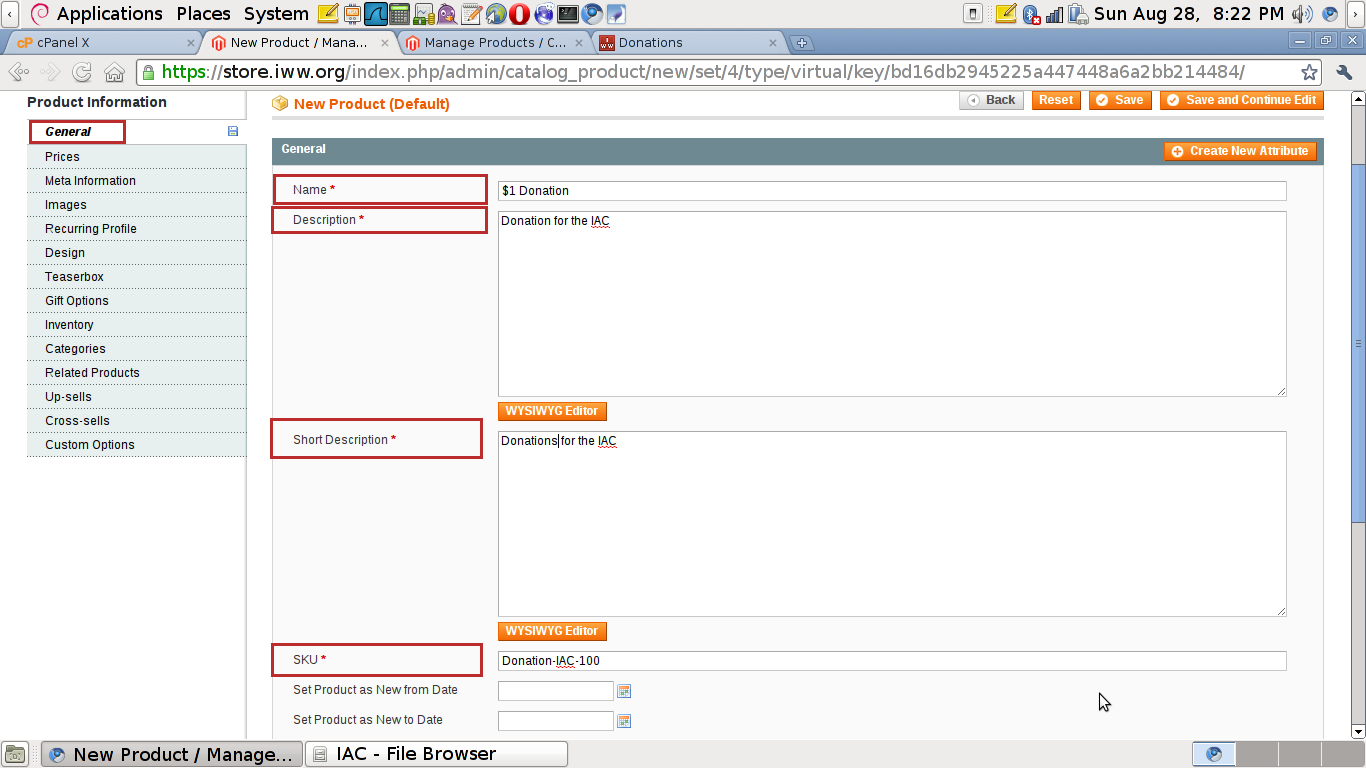 Applications Places System Sun Aug 28, 8:22 PM
cPanel X New Product / Mana... Manage Products / C... Donations
https://store.iww.org/index.php/admin/catalog_product/new/set/4/type/virtual/key/bd16db2945225a447448a6a2bb214484/
Product Information
General
Prices
Meta Information
Images
Recurring Profile
Design
Teaserbox
Gift Options
Inventory
Categories
Related Products
Up-sells
Cross-sells
Custom Options
New Product (Default) Back Reset Save Save and Continue Edit
General Create New Attribute
Name * $1 Donation
Description * Donation for the IAC
WYSIWYG Editor
Short Description * Donations for the IAC
WYSIWYG Editor
SKU * Donation-IAC-100
Set Product as New from Date
Set Product as New to Date
New Product / Manage... IAC - File Browser